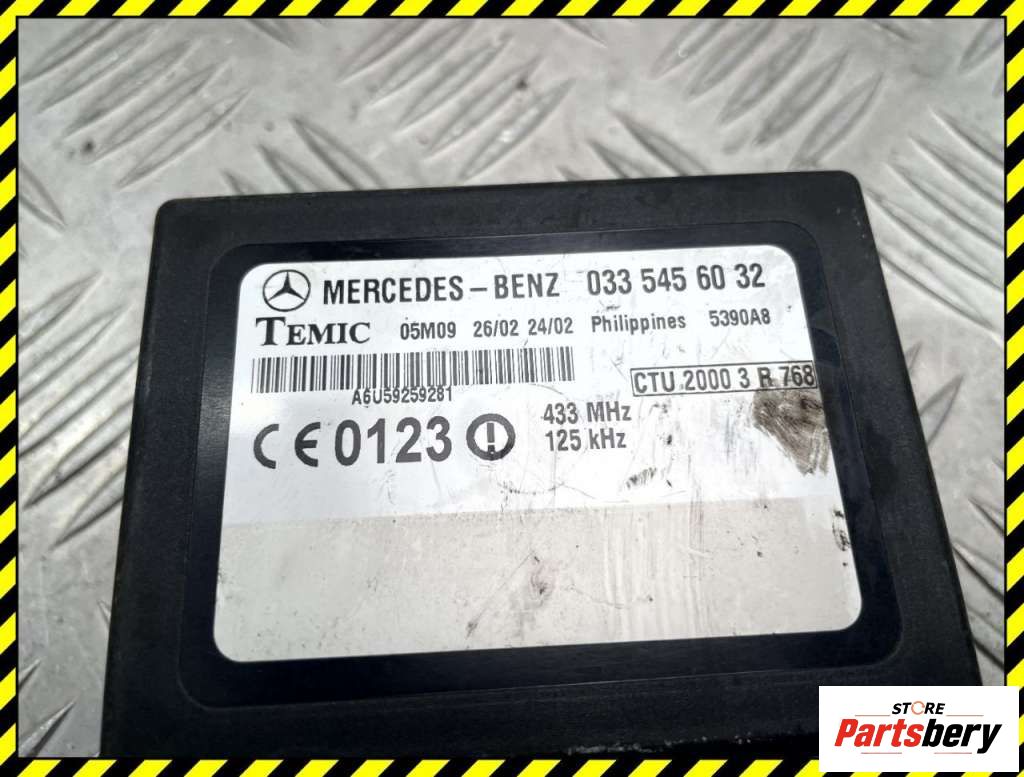 MERCEDES-BENZ 033 545 60 32
TEMIC 05M09 26/02 24/02 Philippines 5390A8
A6U59259281
CTU 2000 3 R 768
CE 0123
433 MHz
125 kHz
STORE
Partsbery